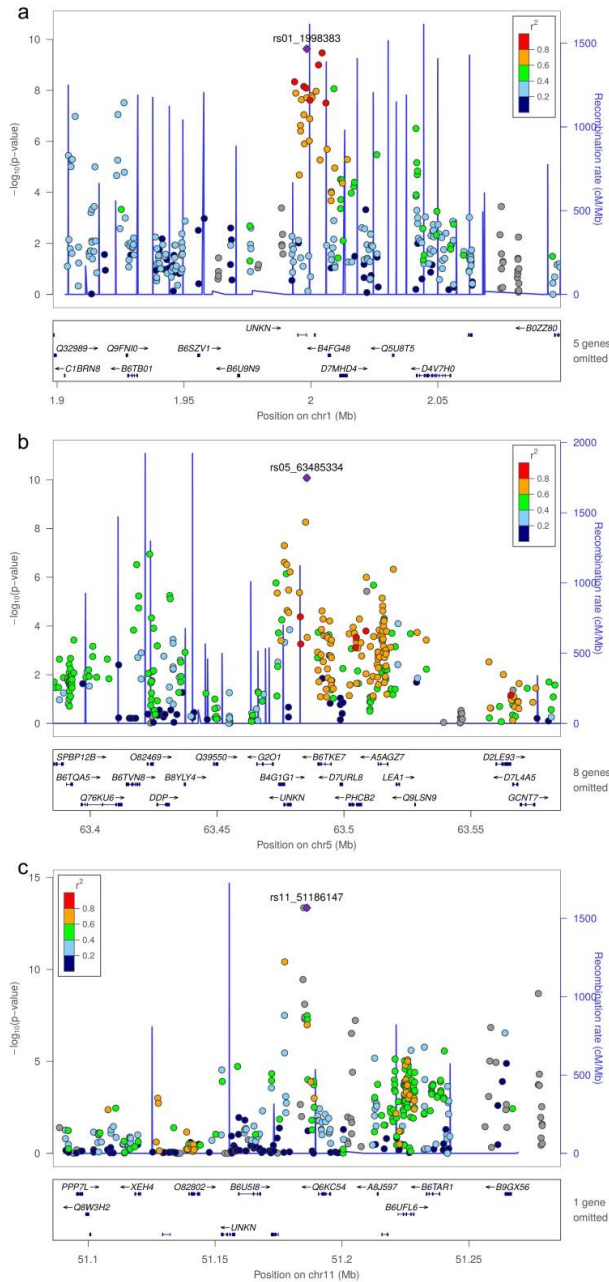 a
rs01_1998383
r²
0.8
0.6
0.4
0.2
10
8
6
4
2
0
−log₁₀(p−value)
1500
1000
500
0
Recombination rate (cM/Mb)
UNKN→ ←B0ZZ80
Q32989→ Q9FNI0→ B6SZV1→ ←B4FG48 ←Q5U8T5
←C1BRN8 ←B6TB01 ←B6U9N9 D7MHD4→ ←D4V7H0
5 genes
omitted
1.9 1.95 2 2.05
Position on chr1 (Mb)
b
rs05_63485334
r²
0.8
0.6
0.4
0.2
10
8
6
4
2
0
−log₁₀(p−value)
2000
1500
1000
500
0
Recombination rate (cM/Mb)
SPBP12B→ O82469→ Q39550→ ←G2O1 ←B6TKE7 ←A5AGZ7 D2LE93→
B6TQA5→ ←B6TVN8 B8YLY4→ B4G1G1→ ←D7URL8 LEA1→ ←D7L4A5
Q76KU6→ DDP→ ←UNKN ←PHCB2 ←Q9LSN9 GCNT7→
8 genes
omitted
63.4 63.45 63.5 63.55
Position on chr5 (Mb)
c
rs11_51186147
r²
0.8
0.6
0.4
0.2
15
10
5
0
−log₁₀(p−value)
1500
1000
500
0
Recombination rate (cM/Mb)
PPP7L→ ←XEH4 O82802→ B6U5I8→ ←Q6KC54 A8J597→ B6TAR1→ ←B9GX56
←Q8W3H2 B6UFL6→
←UNKN
1 gene
omitted
51.1 51.15 51.2 51.25
Position on chr11 (Mb)